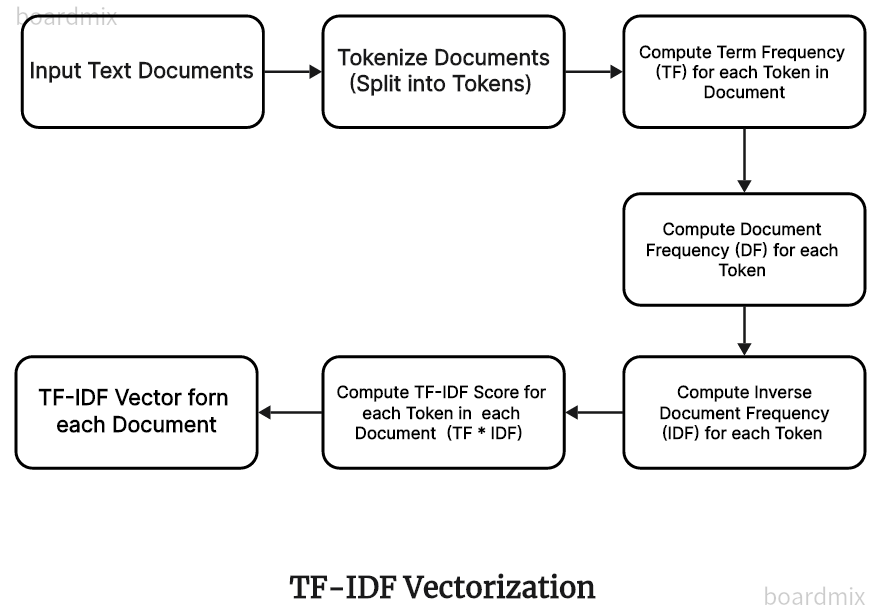 boardmix
Input Text Documents
Tokenize Documents
(Split into Tokens)
Compute Term Frequency
(TF) for each Token in
Document
Compute Document
Frequency (DF) for each
Token
Compute Inverse
Document Frequency
(IDF) for each Token
Compute TF-IDF Score for
each Token in each
Document (TF * IDF)
TF-IDF Vector forn
each Document
TF-IDF Vectorization
boardmix